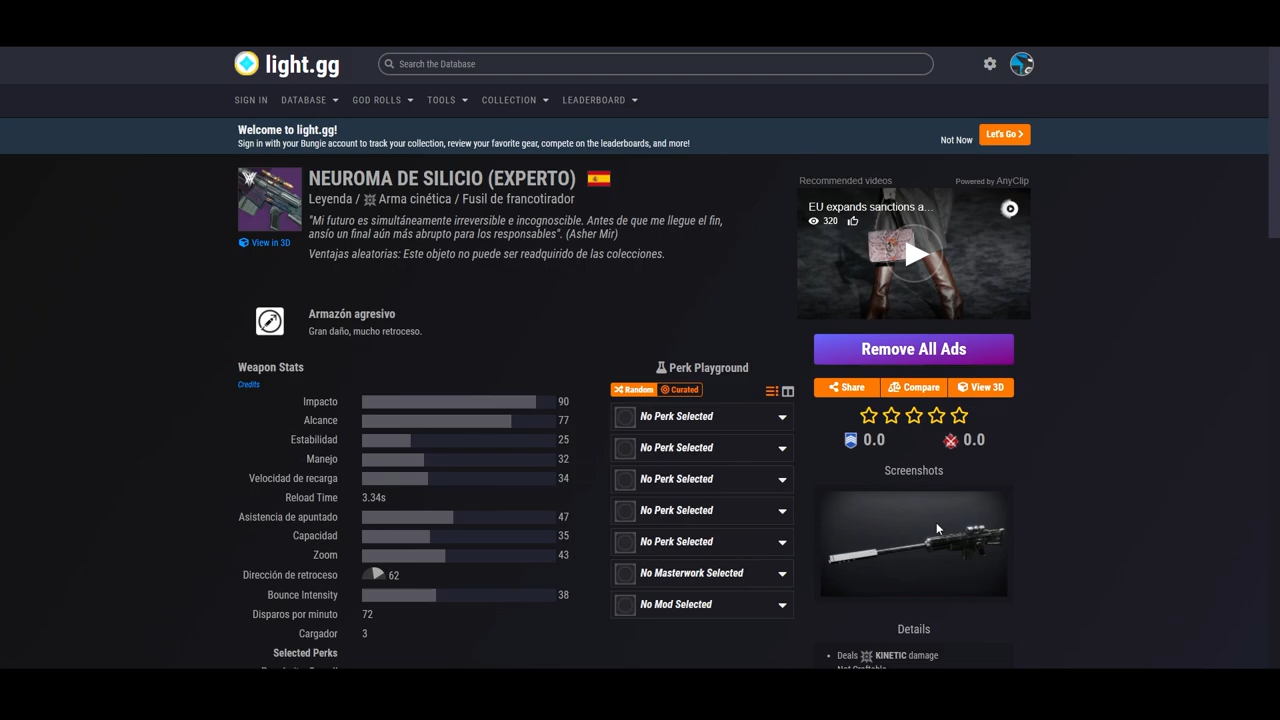 light.gg
Search the Database
SIGN IN DATABASE GOD ROLLS TOOLS COLLECTION LEADERBOARD
Welcome to light.gg!
Sign in with your Bungie account to track your collection, review your favorite gear, compete on the leaderboards, and more!
Not Now
Let's Go
NEUROMA DE SILICIO (EXPERTO)
Leyenda / Arma cinética / Fusil de francotirador
"Mi futuro es simultáneamente irreversible e incognoscible. Antes de que me llegue el fin,
ansío un final aún más abrupto para los responsables". (Asher Mir)
View in 3D
Ventajas aleatorias: Este objeto no puede ser readquirido de las colecciones.
Armazón agresivo
Gran daño, mucho retroceso.
Weapon Stats
Credits
Impacto 90
Alcance 77
Estabilidad 25
Manejo 32
Velocidad de recarga 34
Reload Time 3.34s
Asistencia de apuntado 47
Capacidad 35
Zoom 43
Dirección de retroceso 62
Bounce Intensity 38
Disparos por minuto 72
Cargador 3
Selected Perks
Perk Playground
Random Curated
No Perk Selected
No Perk Selected
No Perk Selected
No Perk Selected
No Perk Selected
No Masterwork Selected
No Mod Selected
Recommended videos Powered by AnyClip
EU expands sanctions a...
320
Remove All Ads
Share Compare View 3D
0.0 0.0
Screenshots
Details
Deals KINETIC damage